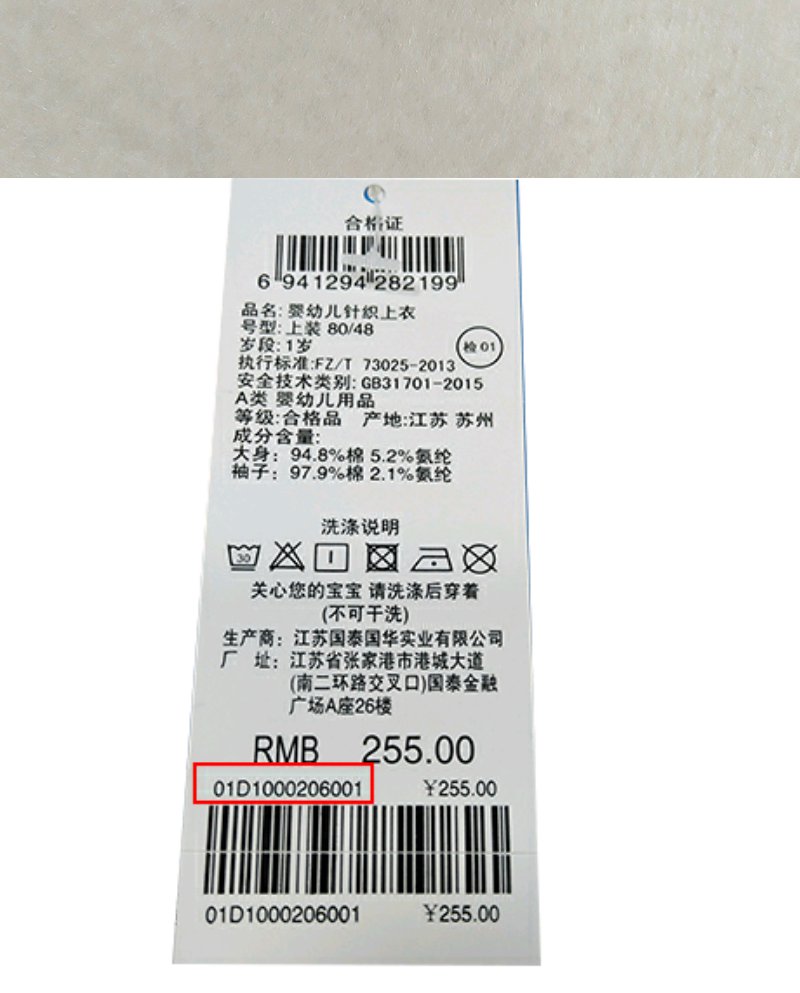 合格证
6 941294 282199
品名: 婴幼儿针织上衣
号型: 上装 80/48
岁段: 1岁
检 01
执行标准:FZ/T 73025-2013
安全技术类别: GB31701-2015
A类 婴幼儿用品
等级:合格品 产地:江苏 苏州
成分含量:
大身：94.8%棉 5.2%氨纶
袖子：97.9%棉 2.1%氨纶
洗涤说明
30
关心您的宝宝 请洗涤后穿着
(不可干洗)
生产商：江苏国泰国华实业有限公司
厂 址：江苏省张家港市港城大道
(南二环路交叉口)国泰金融
广场A座26楼
RMB 255.00
01D1000206001 ¥255.00
01D1000206001 ¥255.00